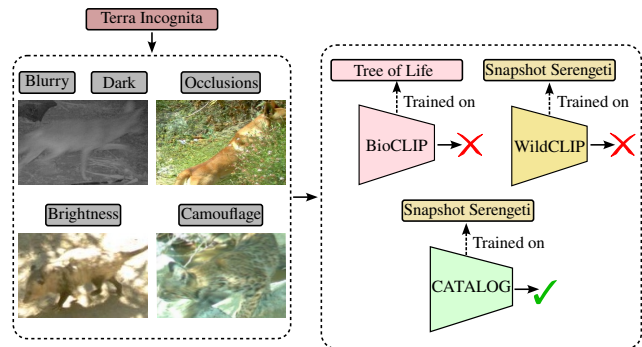 Terra Incognita
Blurry
Dark
Occlusions
Brightness
Camouflage
Tree of Life
Trained on
BioCLIP
Snapshot Serengeti
Trained on
WildCLIP
Snapshot Serengeti
Trained on
CATALOG